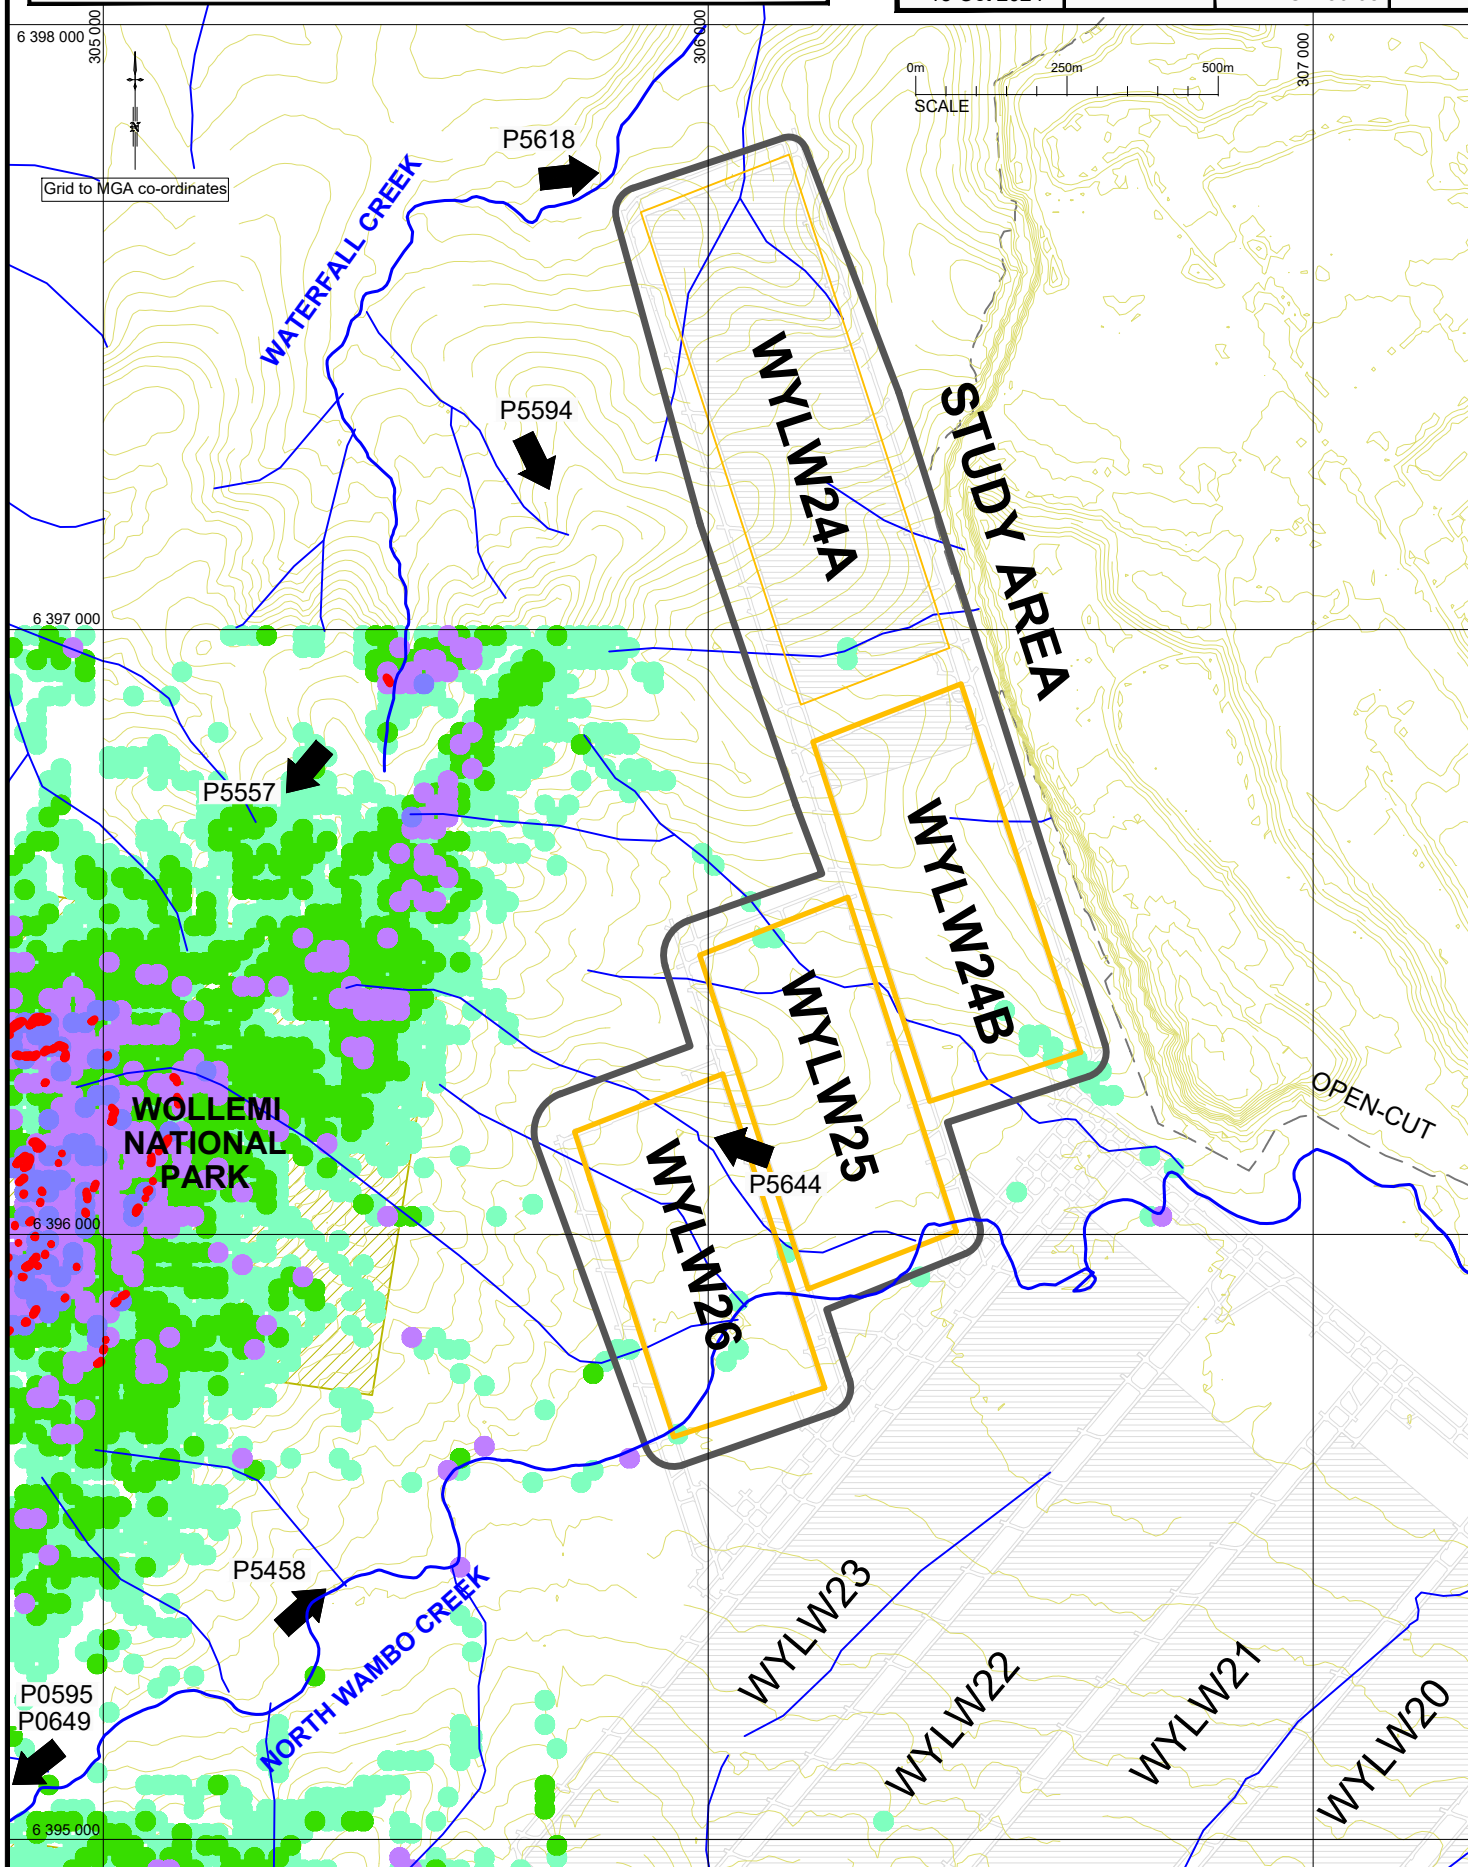 6 398 000
305 000
306 000
307 000
0m
250m
500m
SCALE
N
Grid to MGA co-ordinates
P5618
WATERFALL CREEK
P5594
WYLW24A
STUDY AREA
6 397 000
P5557
WYLW24B
WYLW25
OPEN-CUT
WOLLEMI
NATIONAL
PARK
P5644
WYLW26
6 396 000
P5458
NORTH WAMBO CREEK
WYLW23
WYLW22
WYLW21
WYLW20
P0595
P0649
6 395 000